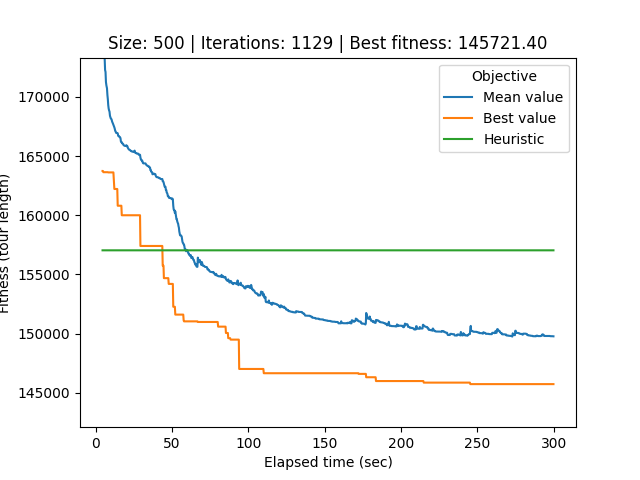 Size: 500 | Iterations: 1129 | Best fitness: 145721.40
Objective
Mean value
Best value
Heuristic
170000
165000
160000
155000
150000
145000
Fitness (tour length)
0 50 100 150 200 250 300
Elapsed time (sec)